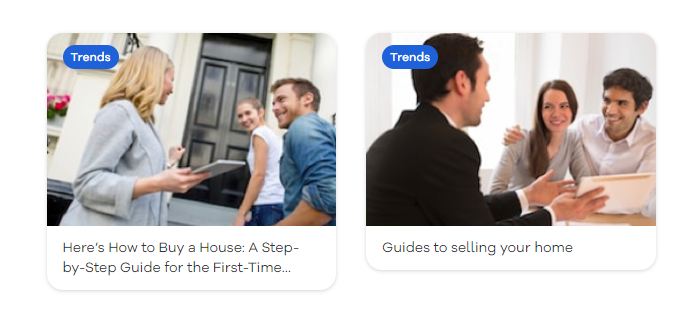 Trends
Here's How to Buy a House: A Step-
by-Step Guide for the First-Time...
Trends
Guides to selling your home